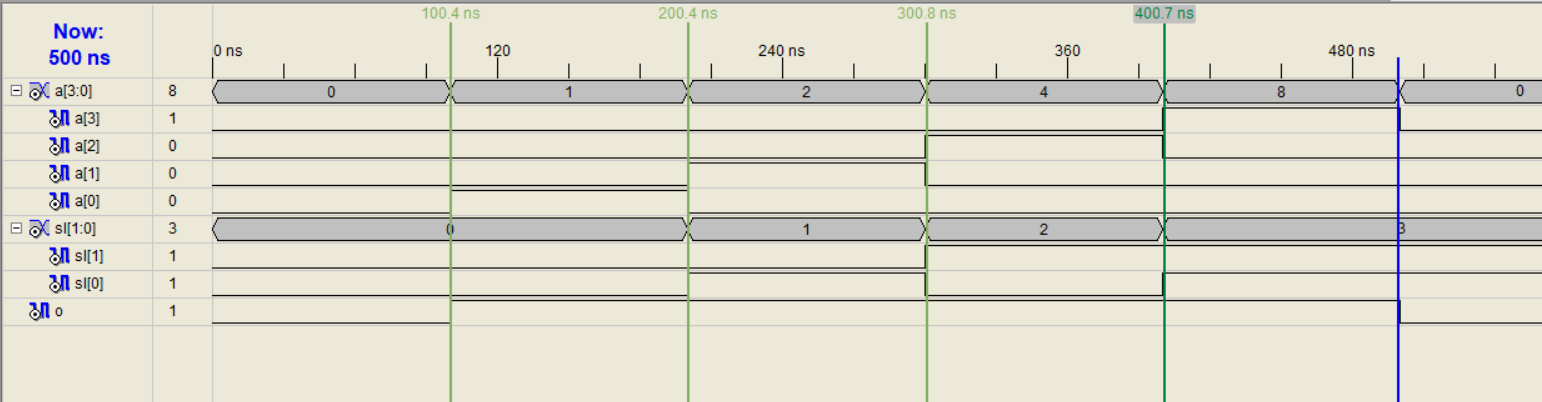 100.4 ns 200.4 ns 300.8 ns 400.7 ns
Now:
500 ns
0 ns 120 240 ns 360 480 ns
a[3:0] 8 0 1 2 4 8 0
a[3] 1
a[2] 0
a[1] 0
a[0] 0
sl[1:0] 3 0 1 2 3
sl[1] 1
sl[0] 1
o 1